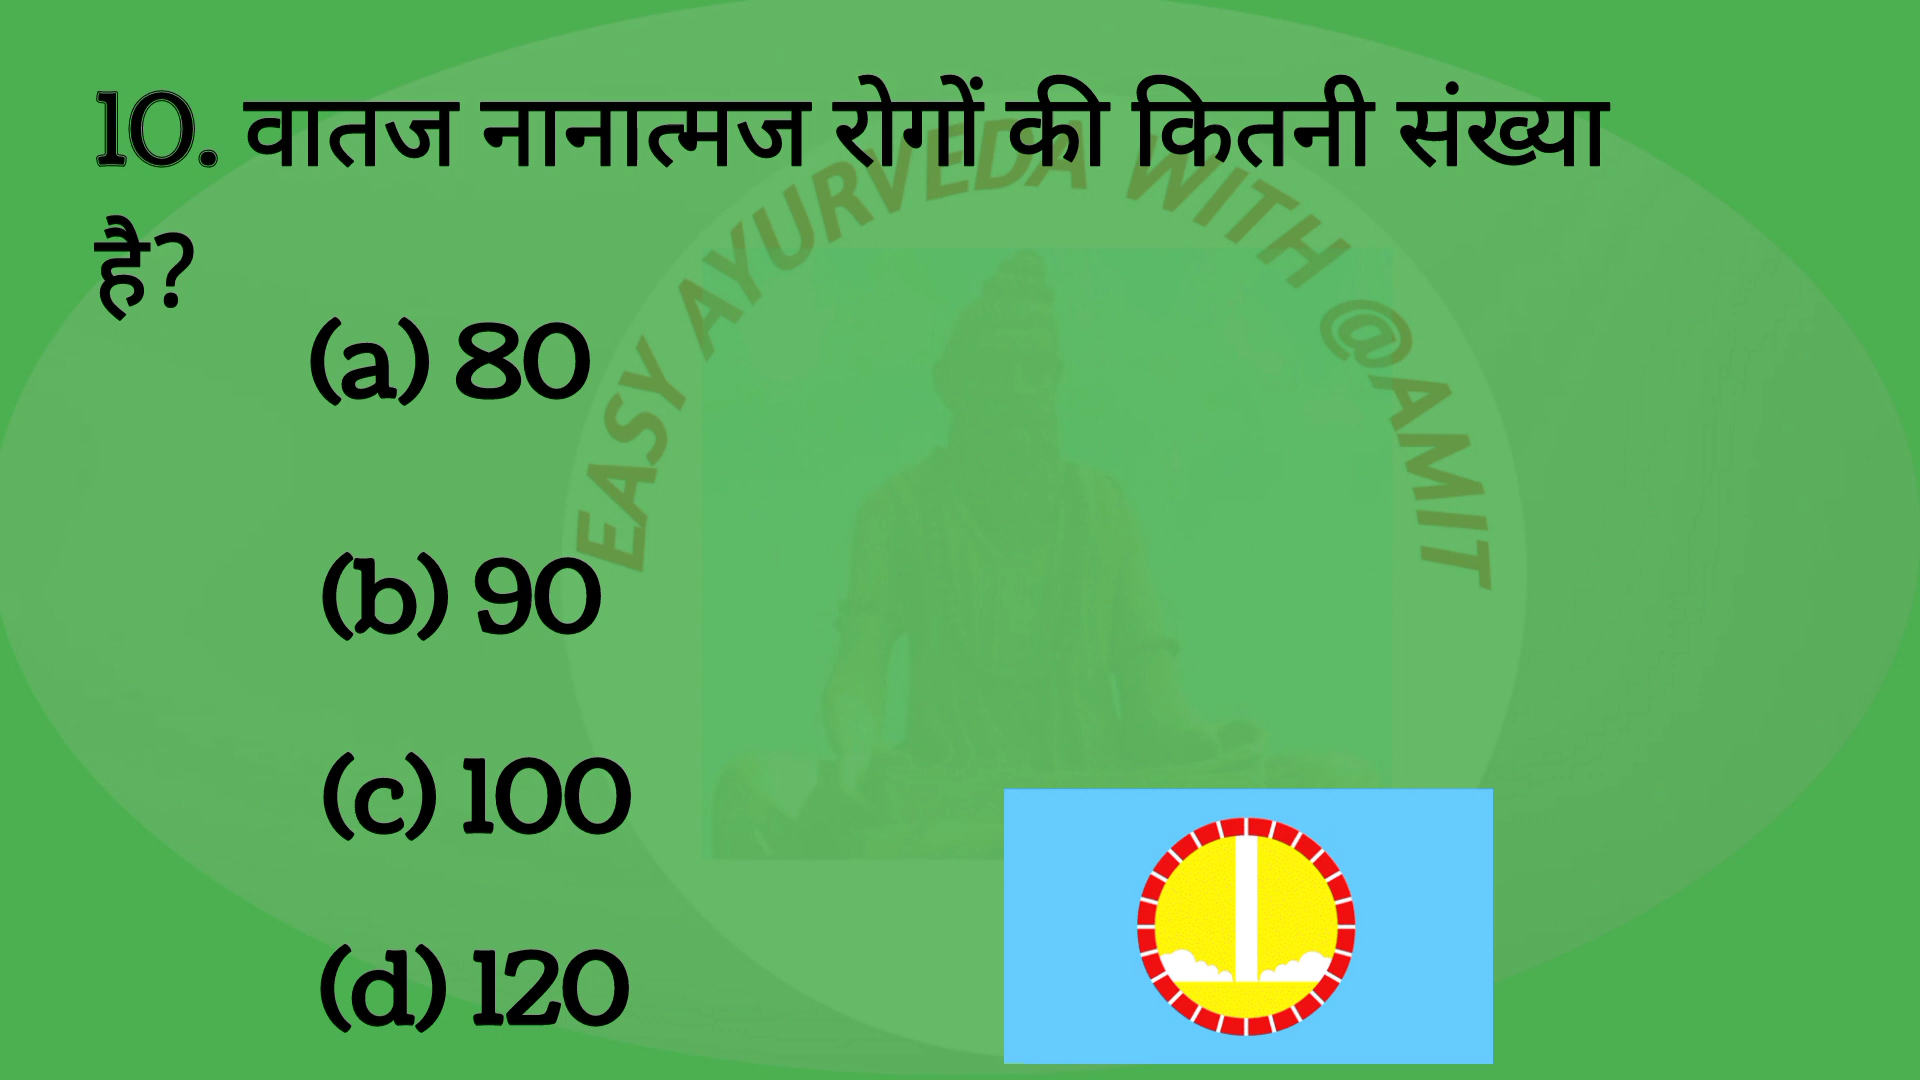 10. वातज नानात्मज रोगों की कितनी संख्या
है?
EASY AYURVEDA WITH @AMIT
(a) 80
(b) 90
(c) 100
(d) 120